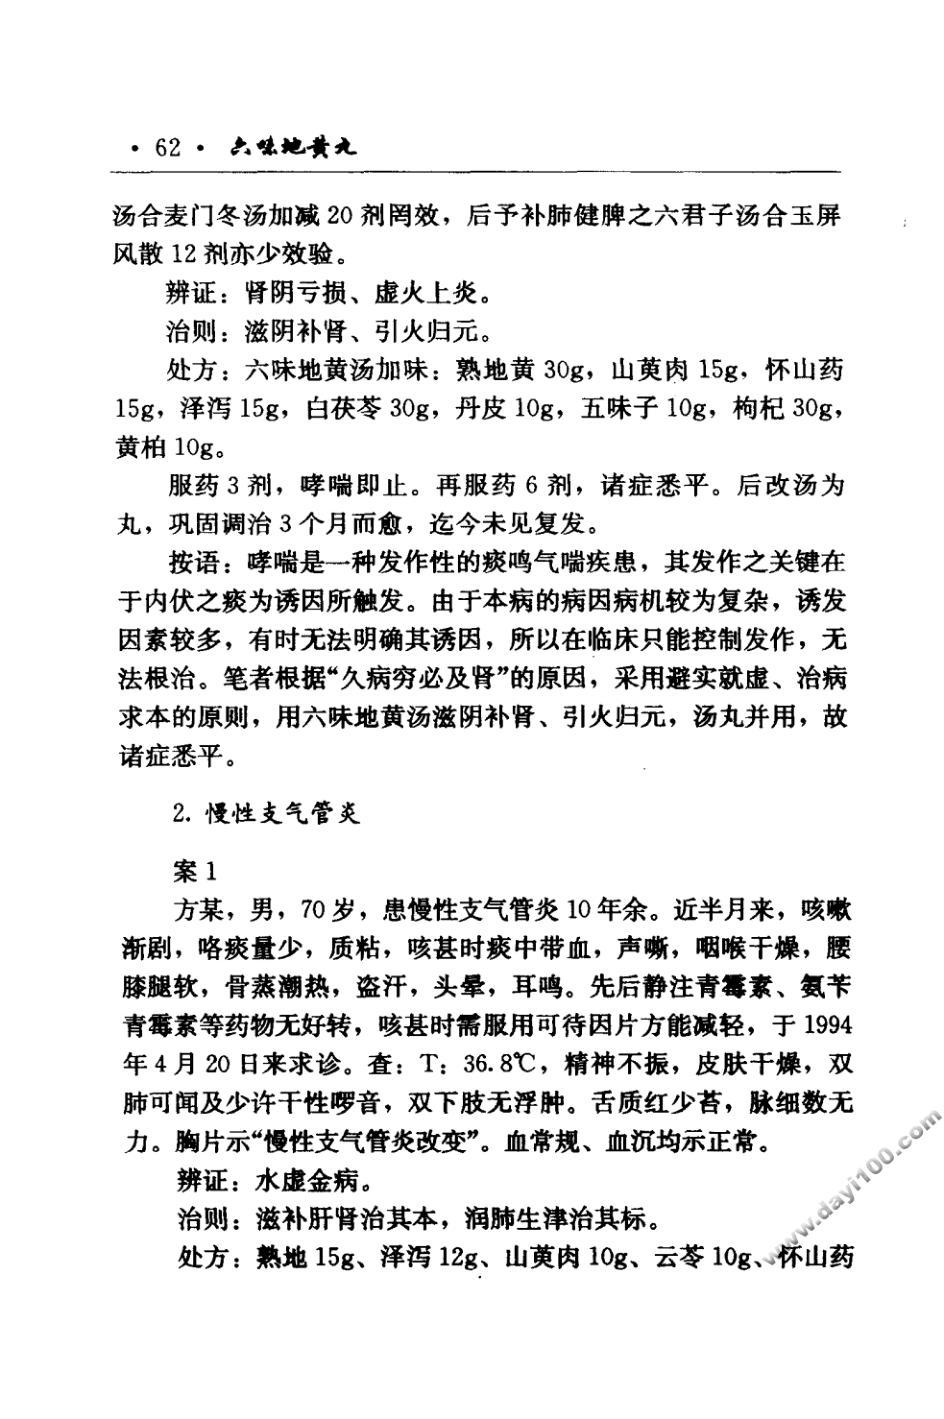 · 62 · 六味地黄丸
汤合麦门冬汤加减 20 剂罔效，后予补肺健脾之六君子汤合玉屏
风散 12 剂亦少效验。
辨证：肾阴亏损、虚火上炎。
治则：滋阴补肾、引火归元。
处方：六味地黄汤加味：熟地黄 30g，山萸肉 15g，怀山药
15g，泽泻 15g，白茯苓 30g，丹皮 10g，五味子 10g，枸杞 30g，
黄柏 10g。
服药 3 剂，哮喘即止。再服药 6 剂，诸症悉平。后改汤为
丸，巩固调治 3 个月而愈，迄今未见复发。
按语：哮喘是一种发作性的痰鸣气喘疾患，其发作之关键在
于内伏之痰为诱因所触发。由于本病的病因病机较为复杂，诱发
因素较多，有时无法明确其诱因，所以在临床只能控制发作，无
法根治。笔者根据“久病穷必及肾”的原因，采用避实就虚、治病
求本的原则，用六味地黄汤滋阴补肾、引火归元，汤丸并用，故
诸症悉平。
2. 慢性支气管炎
案 1
方某，男，70 岁，患慢性支气管炎 10 年余。近半月来，咳嗽
渐剧，咯痰量少，质粘，咳甚时痰中带血，声嘶，咽喉干燥，腰
膝腿软，骨蒸潮热，盗汗，头晕，耳鸣。先后静注青霉素、氨苄
青霉素等药物无好转，咳甚时需服用可待因片方能减轻，于 1994
年 4 月 20 日来求诊。查：T：36.8℃，精神不振，皮肤干燥，双
肺可闻及少许干性啰音，双下肢无浮肿。舌质红少苔，脉细数无
力。胸片示“慢性支气管炎改变”。血常规、血沉均示正常。
辨证：水虚金病。
治则：滋补肝肾治其本，润肺生津治其标。
处方：熟地 15g、泽泻 12g、山萸肉 10g、云苓 10g、怀山药
www.dayi100.com